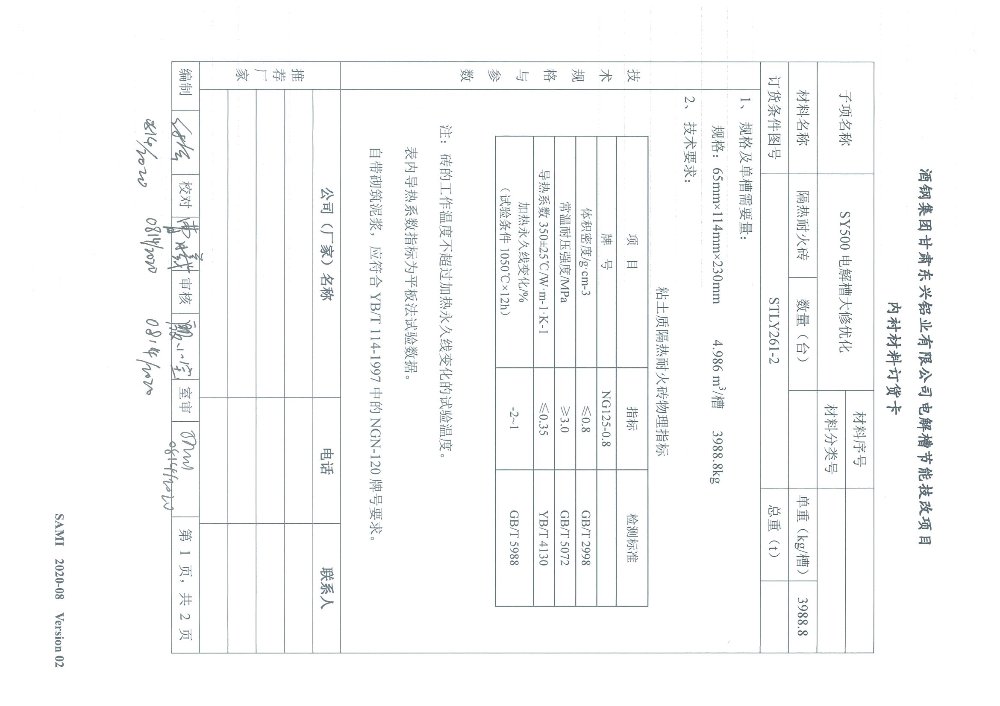 酒钢集团甘肃东兴铝业有限公司电解槽节能技改项目
内衬材料订货卡
子项名称 SY500 电解槽大修优化 材料序号
材料分类号
材料名称 隔热耐火砖 数量（台） 单重（kg/槽） 3988.8
订货条件图号 STLY261-2 总重（t）
技术规格与参数
1、 规格及单槽需要量：
规格：65mm×114mm×230mm 4.986 m³/槽 3988.8kg
2、 技术要求：
粘土质隔热耐火砖物理指标
项 目 指标 检测标准
牌 号 NG125-0.8
体积密度/g·cm-3 ≤0.8 GB/T 2998
常温耐压强度/MPa ≥3.0 GB/T 5072
导热系数 350±25℃/W·m-1·K-1 ≤0.35 YB/T 4130
加热永久线变化/%
（试验条件 1050℃×12h） -2~1 GB/T 5988
注：砖的工作温度不超过加热永久线变化的试验温度。
表内导热系数指标为平板法试验数据。
自带砌筑泥浆，应符合 YB/T 114-1997 中的 NGN-120 牌号要求。
推荐厂家
公司（厂家）名称 电话 联系人
编制 校对 审核 室审 第 1 页，共 2 页
0814/2020 0814/2020 0814/2020 0814/2020
SAMI 2020-08 Version 02